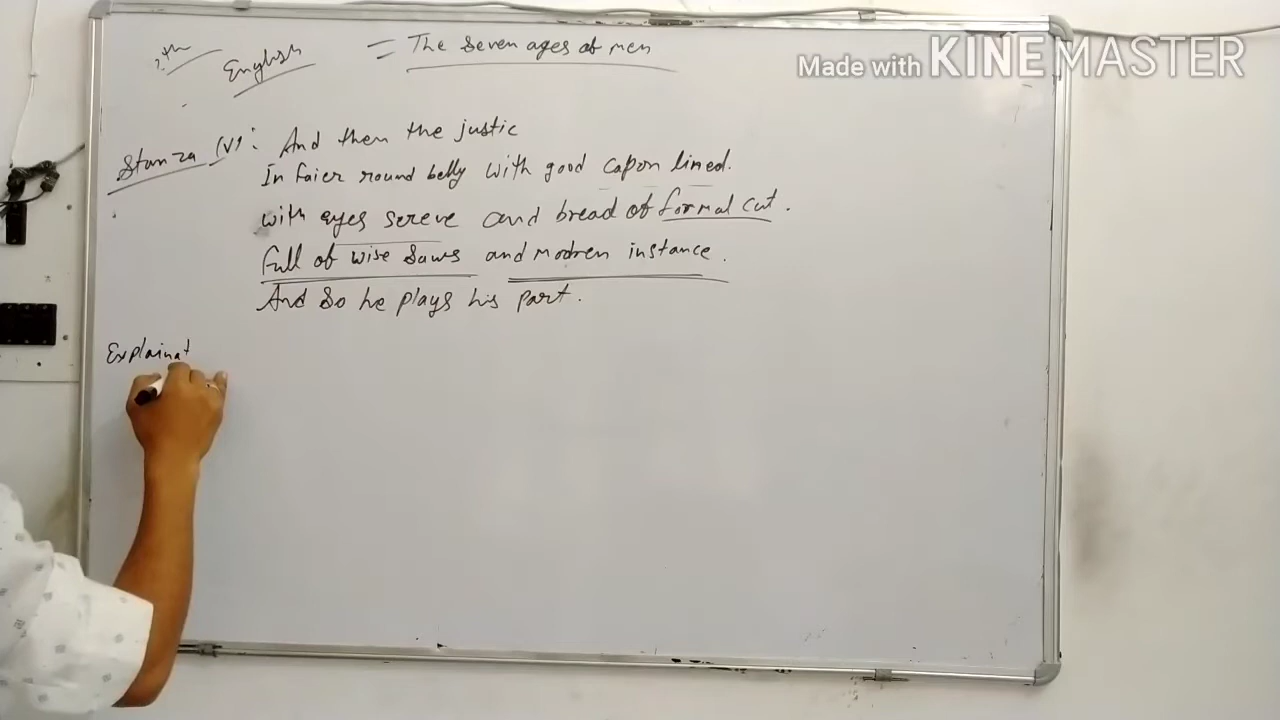 English = The Seven ages of men
Made with KINEMASTER
Stanza (V): And then the justic
In faier round belly with good capon lined.
with eyes sereve and bread of formal cut.
Full of wise Saws and modren instance.
And So he plays his part.
Explainat